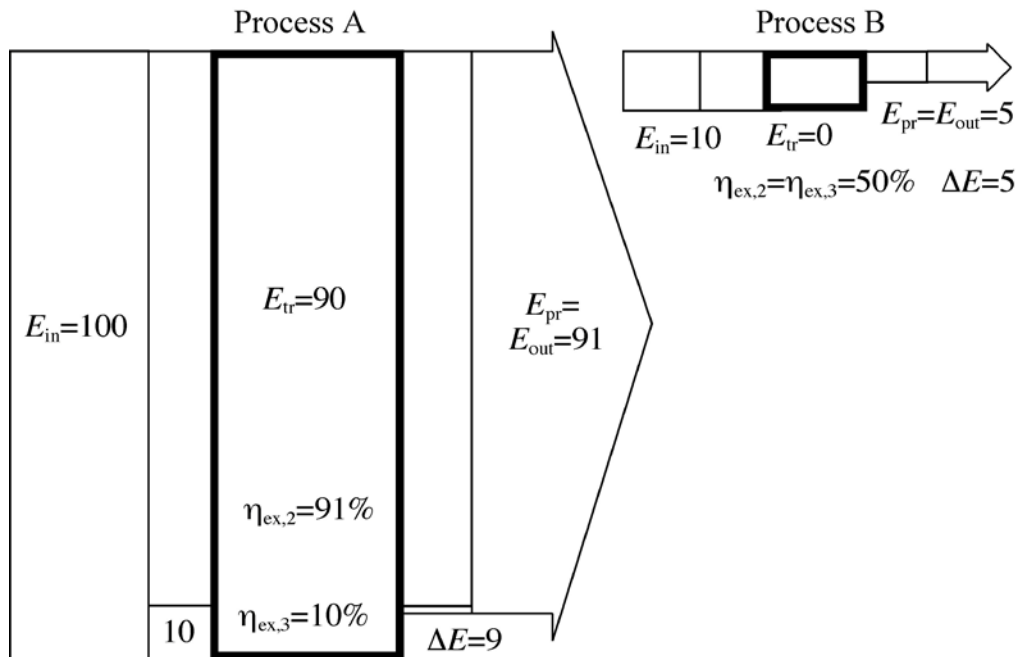 Process A
E_in=100
10
E_tr=90
η_ex,2=91%
η_ex,3=10%
ΔE=9
E_pr=
E_out=91
Process B
E_in=10
E_tr=0
E_pr=E_out=5
η_ex,2=η_ex,3=50% ΔE=5